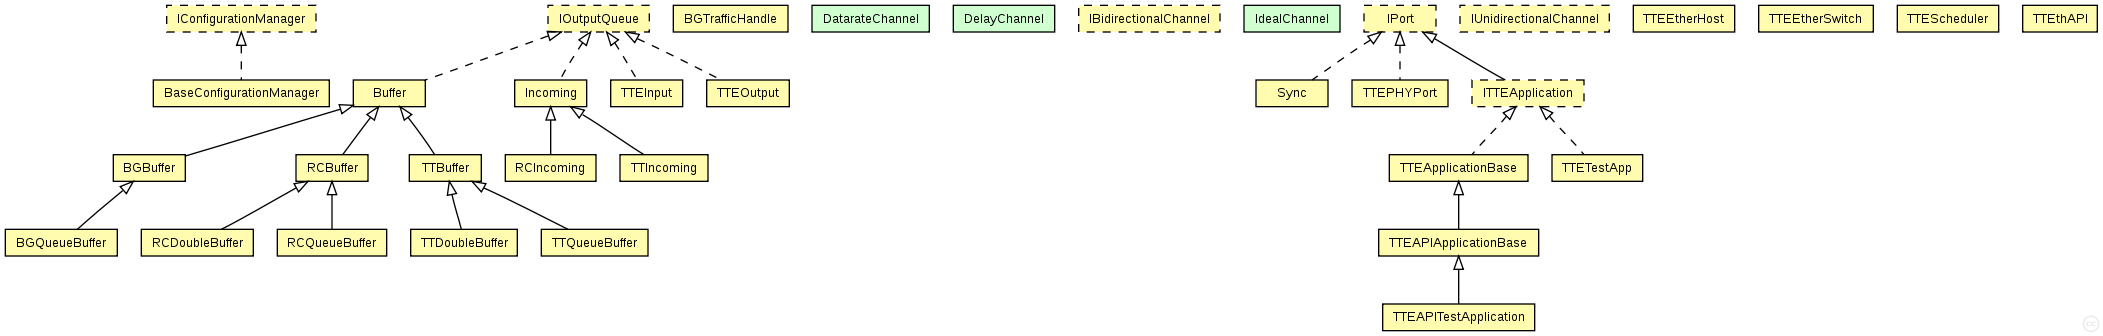 IConfigurationManager
IOutputQueue
BGTrafficHandle
DatarateChannel
DelayChannel
IBidirectionalChannel
IdealChannel
IPort
IUnidirectionalChannel
TTEEtherHost
TTEEtherSwitch
TTEScheduler
TTEthAPI
BaseConfigurationManager
Buffer
Incoming
TTEInput
TTEOutput
Sync
TTEPHYPort
ITTEApplication
BGBuffer
RCBuffer
TTBuffer
RCIncoming
TTIncoming
TTEApplicationBase
TTETestApp
BGQueueBuffer
RCDoubleBuffer
RCQueueBuffer
TTDoubleBuffer
TTQueueBuffer
TTEAPIApplicationBase
TTEAPITestApplication
cc